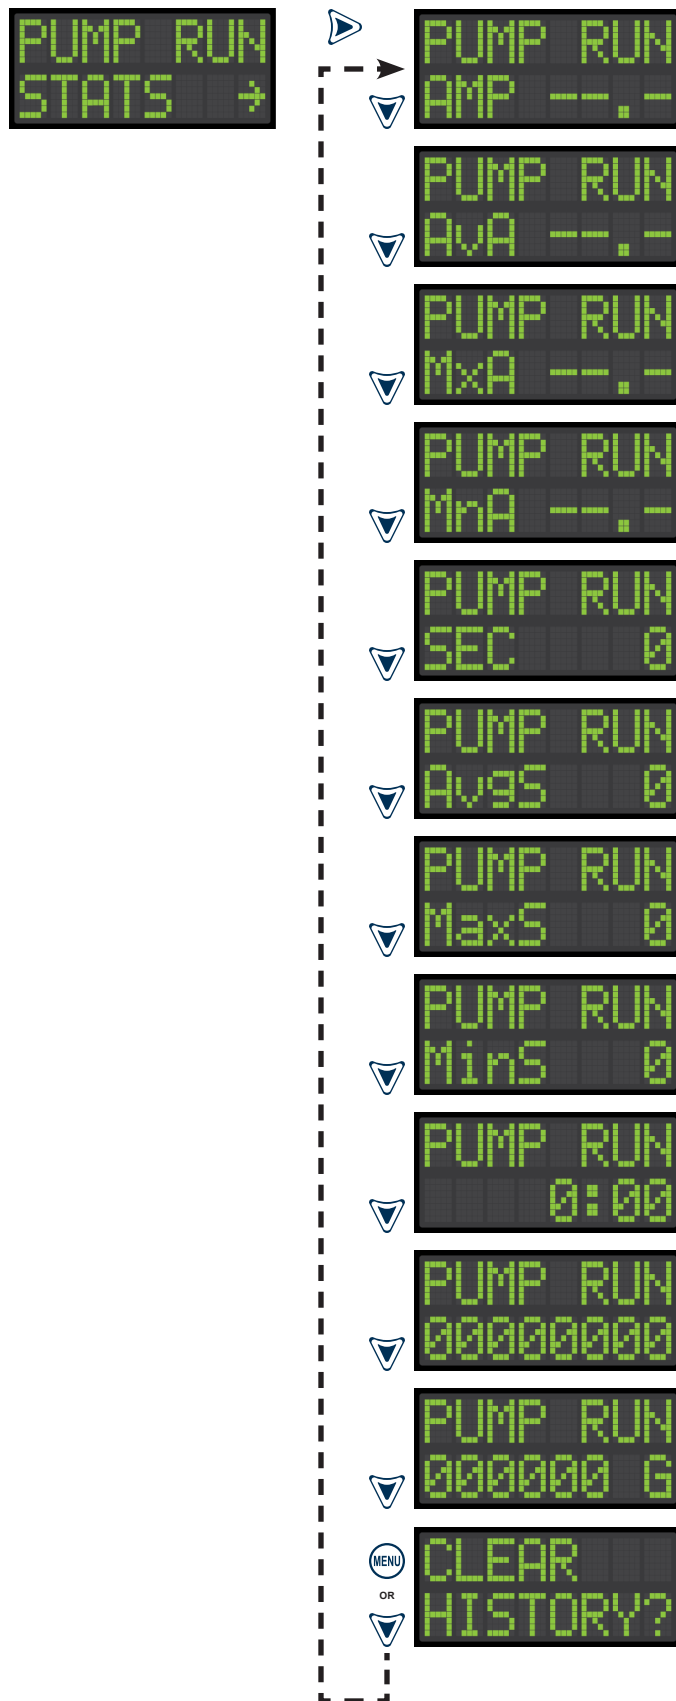 PUMP RUN
STATS →
PUMP RUN
AMP --.-
PUMP RUN
AvA --.-
PUMP RUN
MxA --.-
PUMP RUN
MnA --.-
PUMP RUN
SEC 0
PUMP RUN
AvgS 0
PUMP RUN
MaxS 0
PUMP RUN
MinS 0
PUMP RUN
0:00
PUMP RUN
00000000
PUMP RUN
000000 G
MENU
OR
CLEAR
HISTORY?